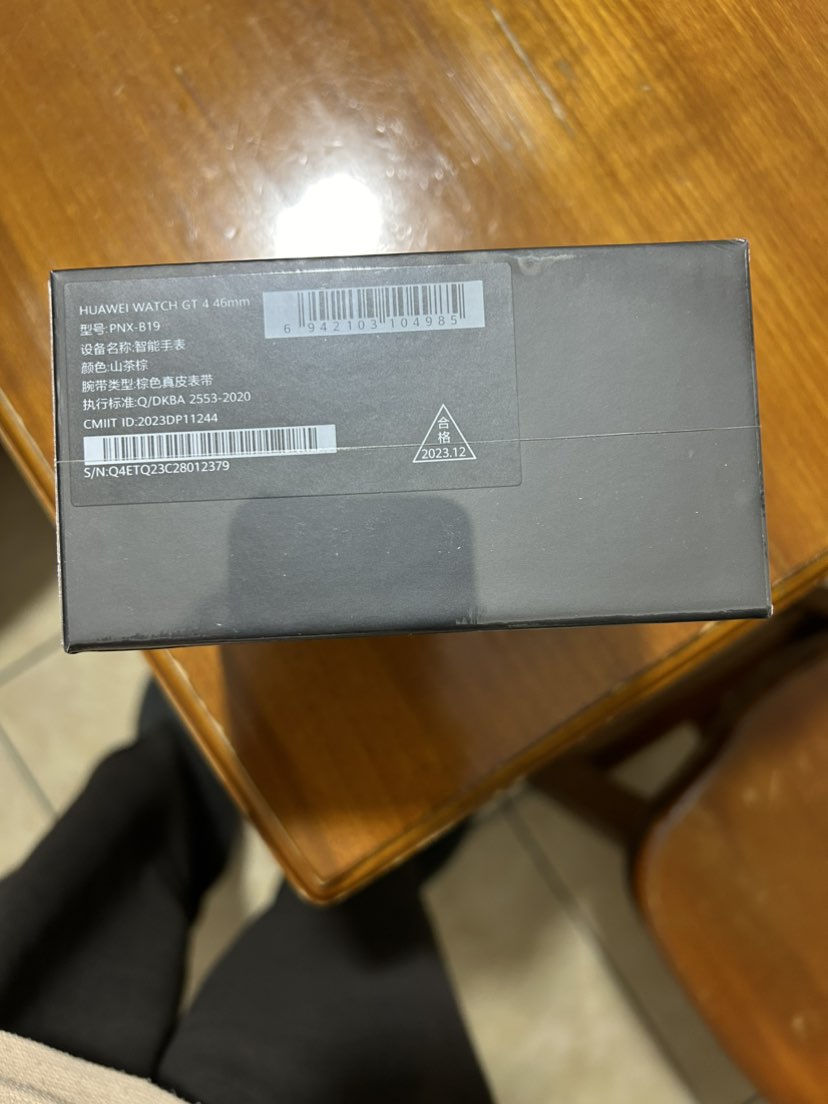 HUAWEI WATCH GT 4 46mm
型号:PNX-B19
设备名称:智能手表
颜色:山茶棕
腕带类型:棕色真皮表带
执行标准:Q/DKBA 2553-2020
CMIIT ID:2023DP11244
S/N:Q4ETQ23C28012379
6 942103 104985
合格
2023.12